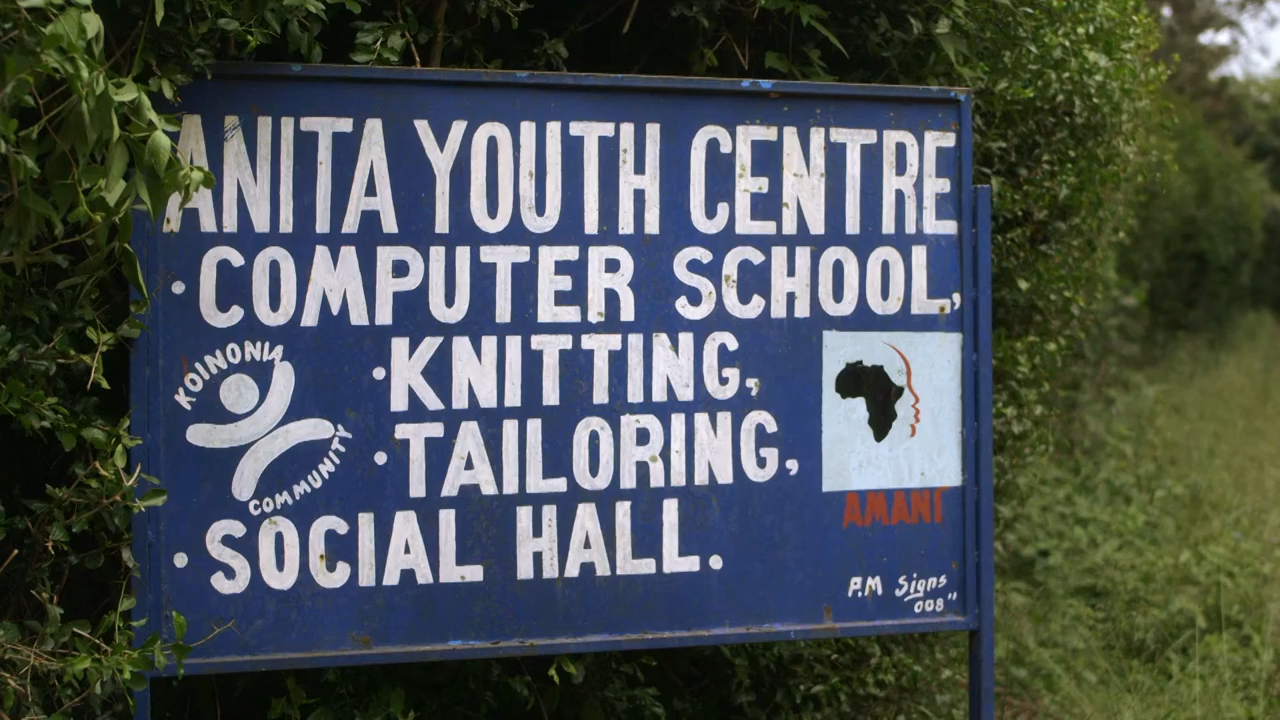 ANITA YOUTH CENTRE
· COMPUTER SCHOOL,
· KNITTING,
· TAILORING,
· SOCIAL HALL.
KOINONIA
COMMUNITY
AMANI
P.M Signs
008"